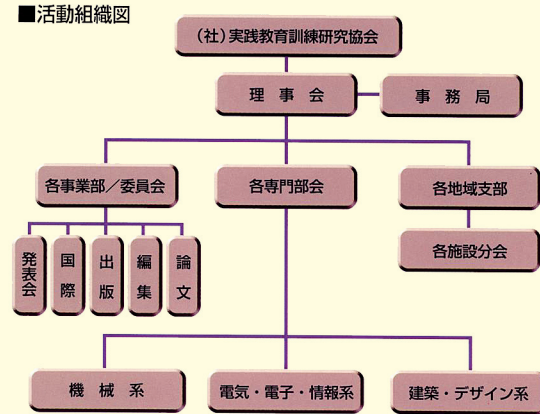 ■活動組織図
（社）実践教育訓練研究協会
理事会
事務局
各事業部／委員会
各専門部会
各地域支部
発表会
国際
出版
編集
論文
各施設分会
機械系
電気・電子・情報系
建築・デザイン系